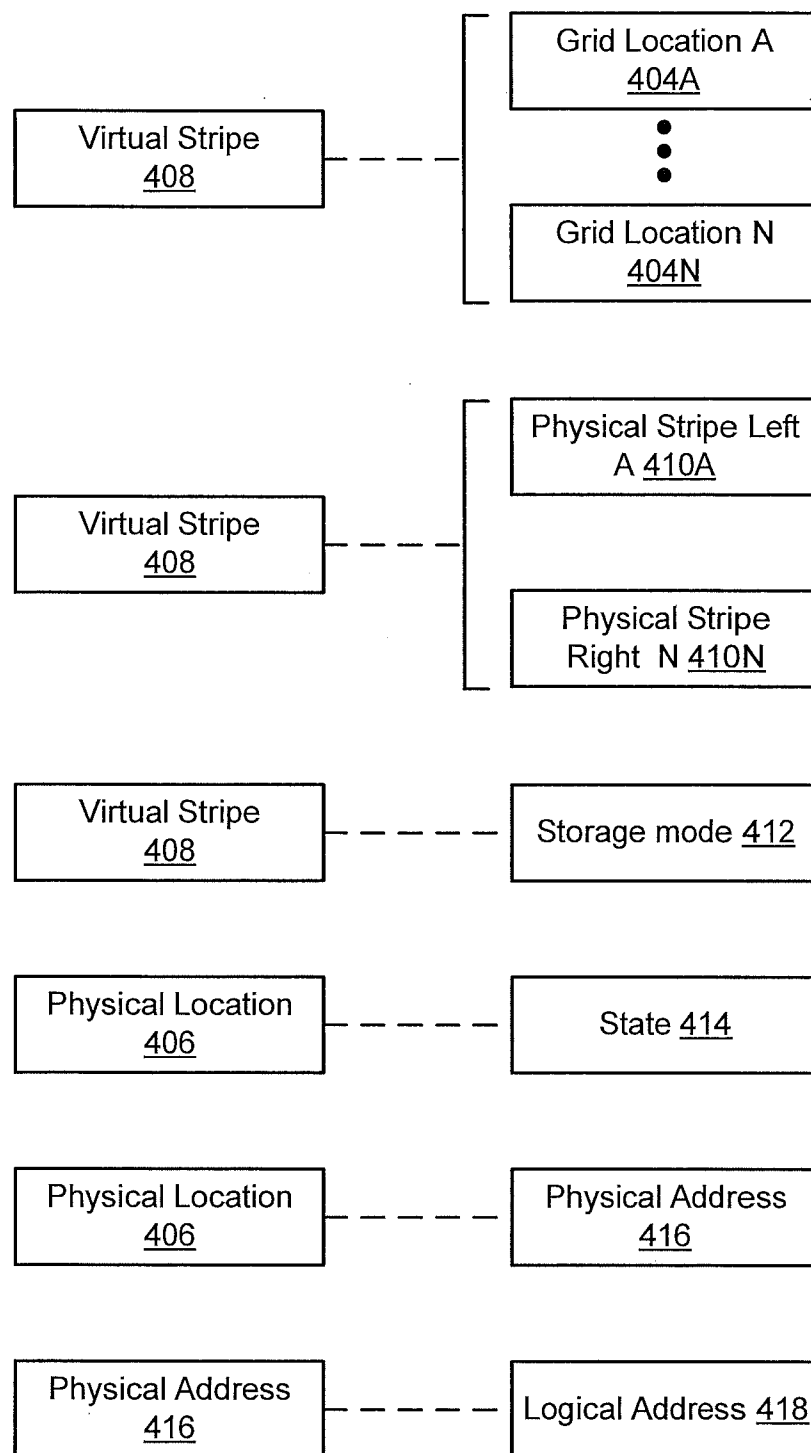 Grid Location A
404A
Virtual Stripe
408
Grid Location N
404N
Physical Stripe Left
A 410A
Virtual Stripe
408
Physical Stripe
Right N 410N
Virtual Stripe
408
Storage mode 412
Physical Location
406
State 414
Physical Location
406
Physical Address
416
Physical Address
416
Logical Address 418